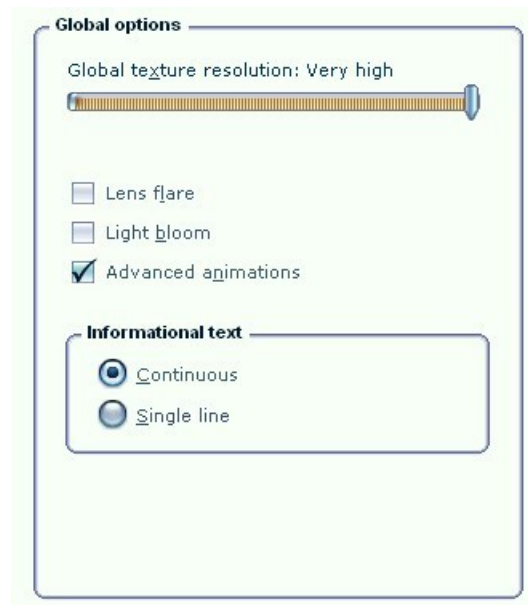 Global options
Global texture resolution: Very high
Lens flare
Light bloom
Advanced animations
Informational text
Continuous
Single line